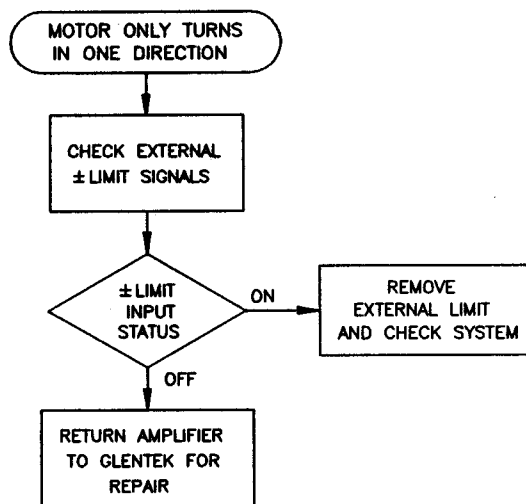 MOTOR ONLY TURNS
IN ONE DIRECTION
CHECK EXTERNAL
±LIMIT SIGNALS
±LIMIT
INPUT
STATUS
ON
REMOVE
EXTERNAL LIMIT
AND CHECK SYSTEM
OFF
RETURN AMPLIFIER
TO GLENTEK FOR
REPAIR